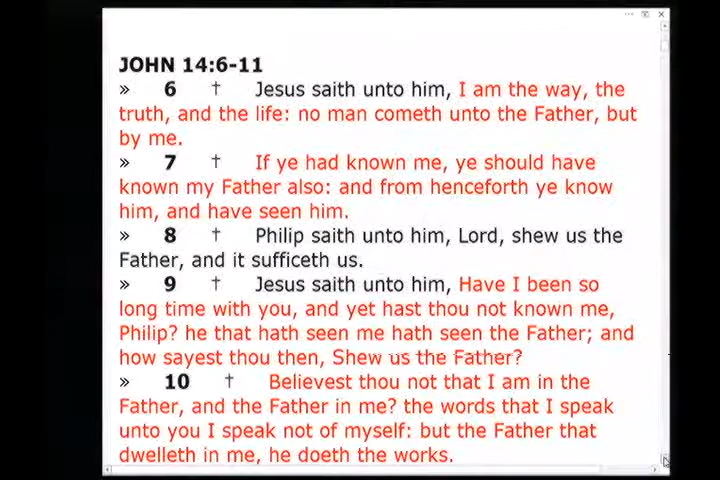 JOHN 14:6-11
» 6 † Jesus saith unto him, I am the way, the
truth, and the life: no man cometh unto the Father, but
by me.
» 7 † If ye had known me, ye should have
known my Father also: and from henceforth ye know
him, and have seen him.
» 8 † Philip saith unto him, Lord, shew us the
Father, and it sufficeth us.
» 9 † Jesus saith unto him, Have I been so
long time with you, and yet hast thou not known me,
Philip? he that hath seen me hath seen the Father; and
how sayest thou then, Shew us the Father?
» 10 † Believest thou not that I am in the
Father, and the Father in me? the words that I speak
unto you I speak not of myself: but the Father that
dwelleth in me, he doeth the works.